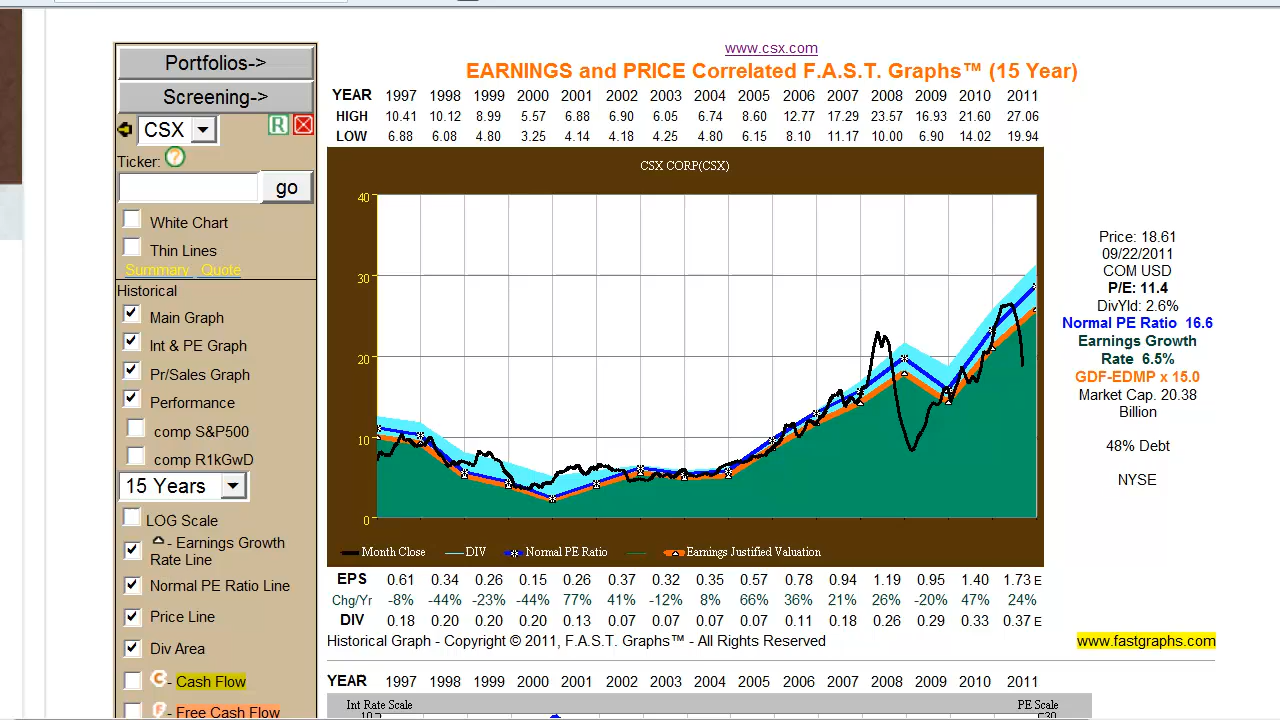 www.csx.com
EARNINGS and PRICE Correlated F.A.S.T. Graphs™ (15 Year)
Portfolios->
Screening->
CSX
R
Ticker:
?
go
White Chart
Thin Lines
Summary Quote
Historical
Main Graph
Int & PE Graph
Pr/Sales Graph
Performance
comp S&P500
comp R1kGwD
15 Years
LOG Scale
- Earnings Growth
Rate Line
Normal PE Ratio Line
Price Line
Div Area
C - Cash Flow
F - Free Cash Flow
YEAR 1997 1998 1999 2000 2001 2002 2003 2004 2005 2006 2007 2008 2009 2010 2011
HIGH 10.41 10.12 8.99 5.57 6.88 6.90 6.05 6.74 8.60 12.77 17.29 23.57 16.93 21.60 27.06
LOW 6.88 6.08 4.80 3.25 4.14 4.18 4.25 4.80 6.15 8.10 11.17 10.00 6.90 14.02 19.94
CSX CORP(CSX)
40
30
20
10
0
Month Close DIV Normal PE Ratio Earnings Justified Valuation
EPS 0.61 0.34 0.26 0.15 0.26 0.37 0.32 0.35 0.57 0.78 0.94 1.19 0.95 1.40 1.73 E
Chg/Yr -8% -44% -23% -44% 77% 41% -12% 8% 66% 36% 21% 26% -20% 47% 24%
DIV 0.18 0.20 0.20 0.20 0.13 0.07 0.07 0.07 0.07 0.11 0.18 0.26 0.29 0.33 0.37 E
Historical Graph - Copyright © 2011, F.A.S.T. Graphs™ - All Rights Reserved
www.fastgraphs.com
Price: 18.61
09/22/2011
COM USD
P/E: 11.4
DivYld: 2.6%
Normal PE Ratio 16.6
Earnings Growth
Rate 6.5%
GDF-EDMP x 15.0
Market Cap. 20.38
Billion
48% Debt
NYSE
YEAR 1997 1998 1999 2000 2001 2002 2003 2004 2005 2006 2007 2008 2009 2010 2011
Int Rate Scale PE Scale
10 30